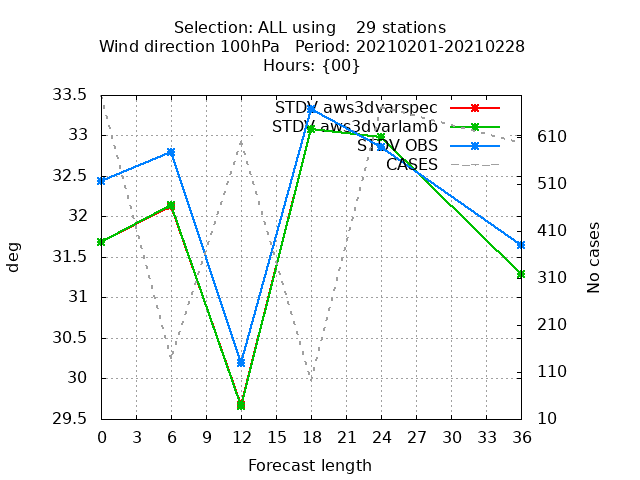 Selection: ALL using    29 stations
Wind direction 100hPa   Period: 20210201-20210228
Hours: {00}
33.5
33
32.5
32
31.5
31
30.5
30
29.5
deg
STDV aws3dvarspec
STDV aws3dvarlamb
STDV OBS
CASES
610
510
410
310
210
110
10
No cases
0 3 6 9 12 15 18 21 24 27 30 33 36
Forecast length